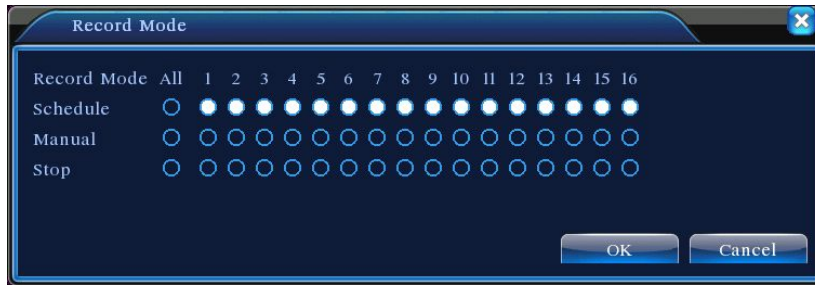 Record Mode
Record Mode All 1 2 3 4 5 6 7 8 9 10 11 12 13 14 15 16
Schedule
Manual
Stop
OK Cancel